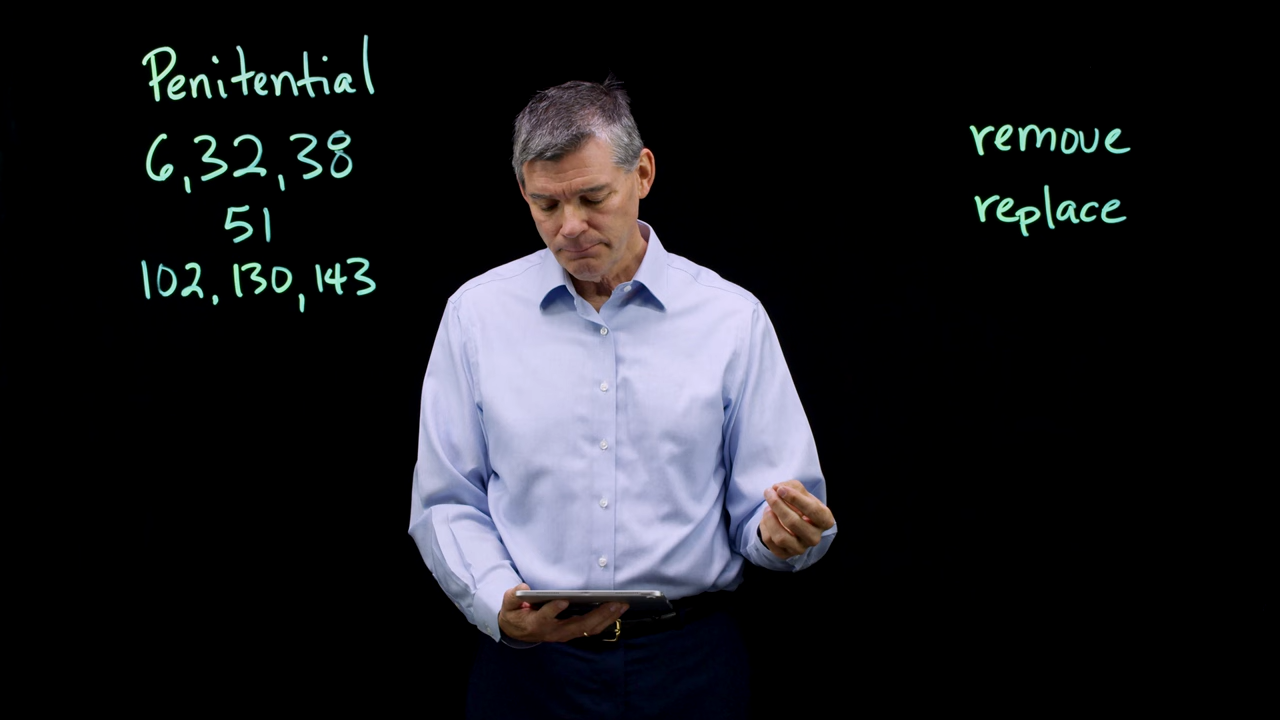 Penitential
6,32,38
51
102,130,143
remove
replace